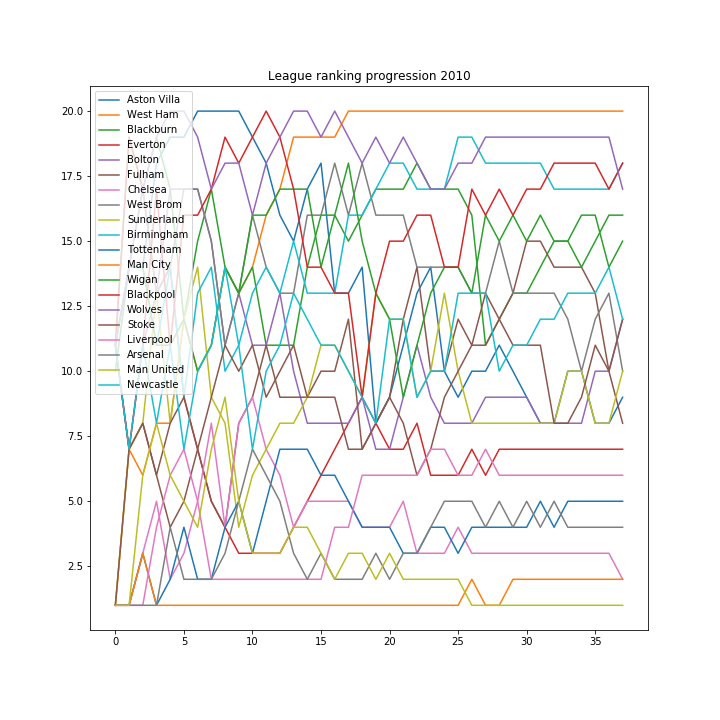 League ranking progression 2010
20.0
17.5
15.0
12.5
10.0
7.5
5.0
2.5
Aston Villa
West Ham
Blackburn
Everton
Bolton
Fulham
Chelsea
West Brom
Sunderland
Birmingham
Tottenham
Man City
Wigan
Blackpool
Wolves
Stoke
Liverpool
Arsenal
Man United
Newcastle
0 5 10 15 20 25 30 35